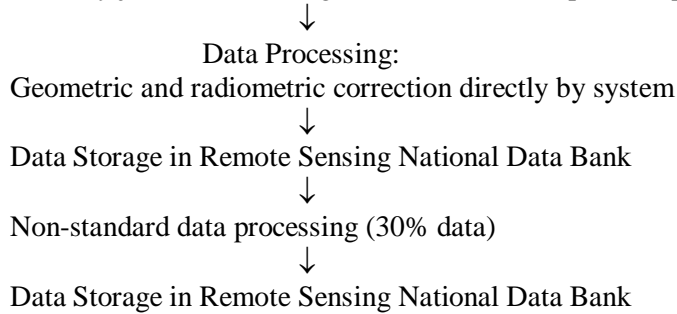 ↓
Data Processing:
Geometric and radiometric correction directly by system
↓
Data Storage in Remote Sensing National Data Bank
↓
Non-standard data processing (30% data)
↓
Data Storage in Remote Sensing National Data Bank